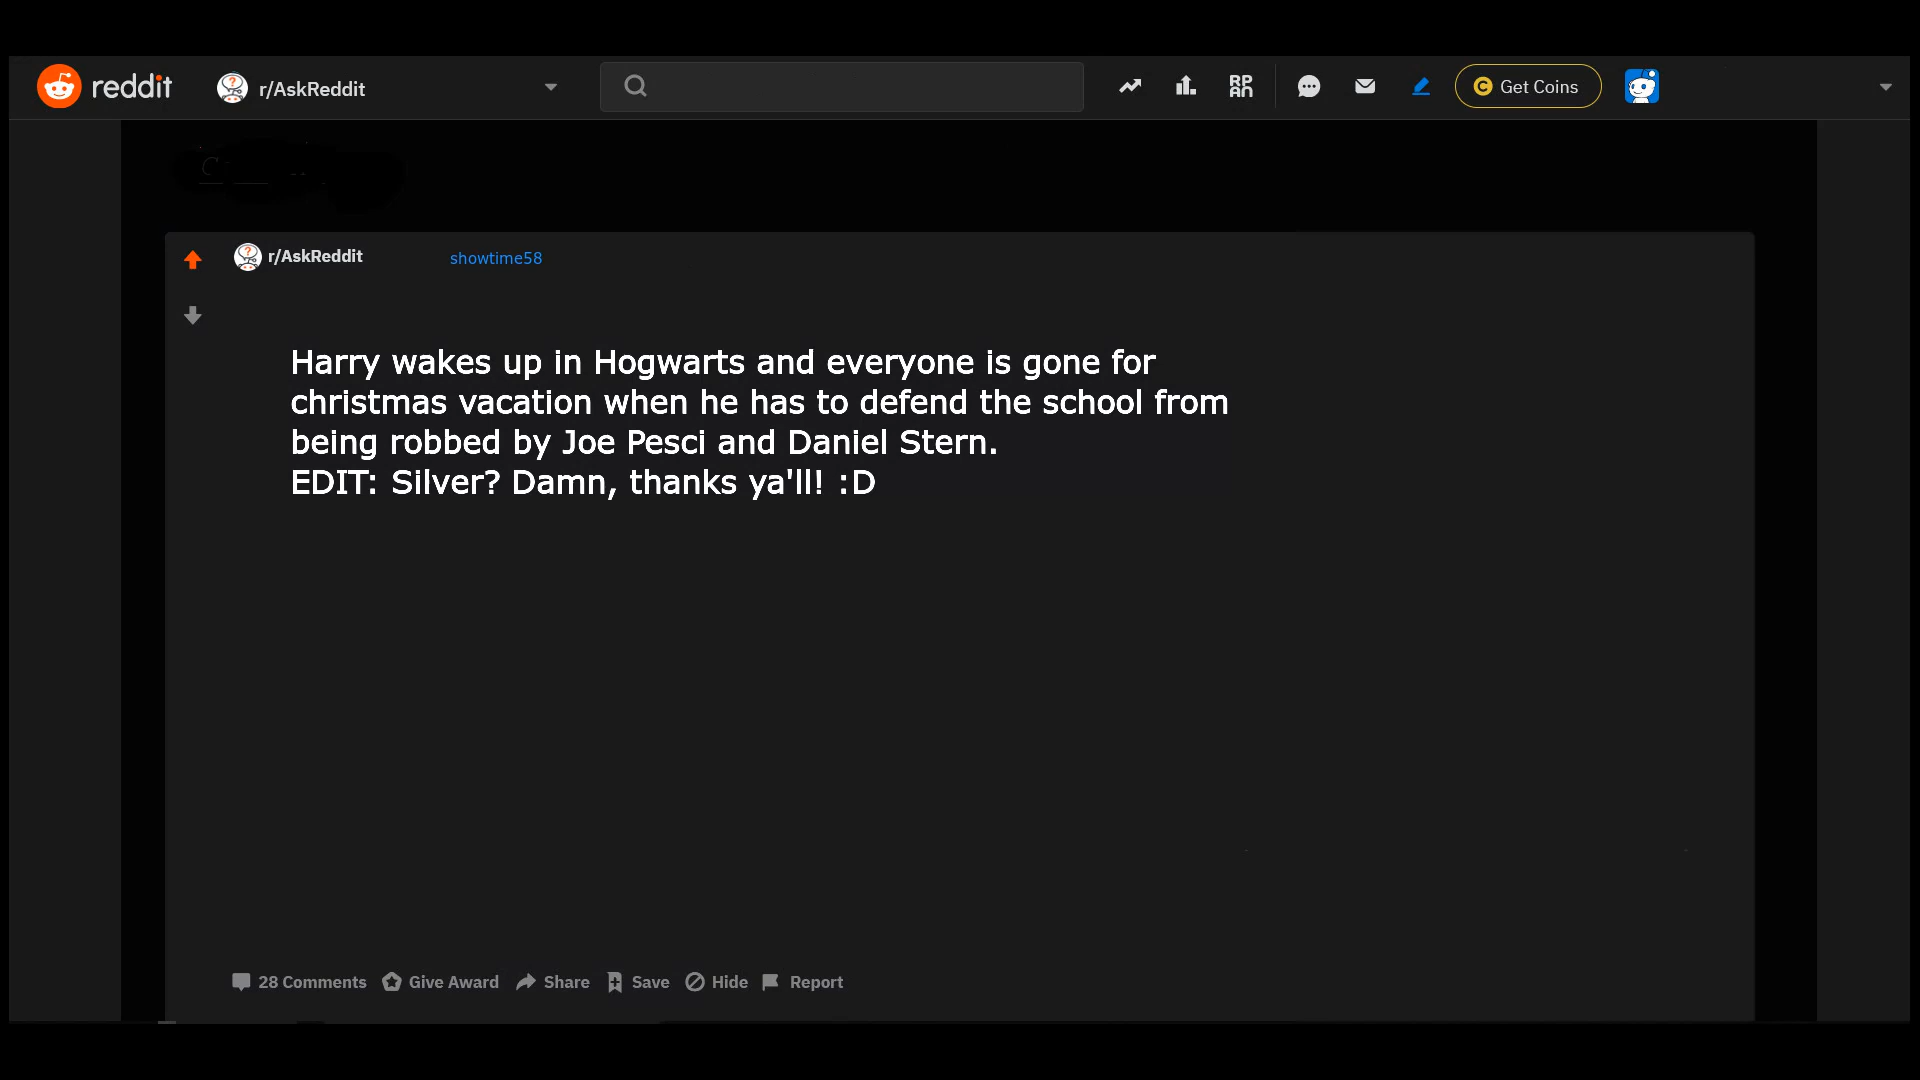 reddit r/AskReddit RPAN Get Coins
r/AskReddit showtime58
Harry wakes up in Hogwarts and everyone is gone for
christmas vacation when he has to defend the school from
being robbed by Joe Pesci and Daniel Stern.
EDIT: Silver? Damn, thanks ya'll! :D
28 Comments Give Award Share Save Hide Report